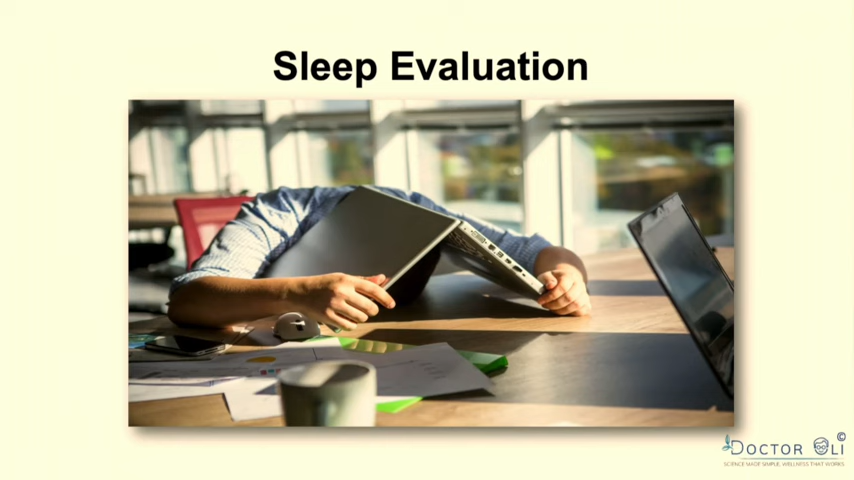 Sleep Evaluation
DOCTOR OLI ©
SCIENCE MADE SIMPLE, WELLNESS THAT WORKS